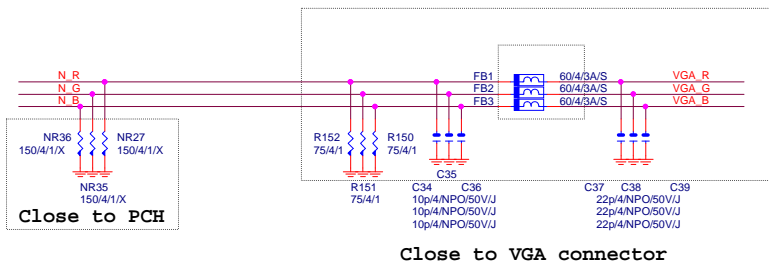 N_R
N_G
N_B
FB1
FB2
FB3
60/4/3A/S
60/4/3A/S
60/4/3A/S
VGA_R
VGA_G
VGA_B
NR36
150/4/1/X
NR27
150/4/1/X
NR35
150/4/1/X
Close to PCH
R152
75/4/1
R150
75/4/1
R151
75/4/1
C35
C34
C36
10p/4/NPO/50V/J
10p/4/NPO/50V/J
10p/4/NPO/50V/J
C37
C38
C39
22p/4/NPO/50V/J
22p/4/NPO/50V/J
22p/4/NPO/50V/J
Close to VGA connector